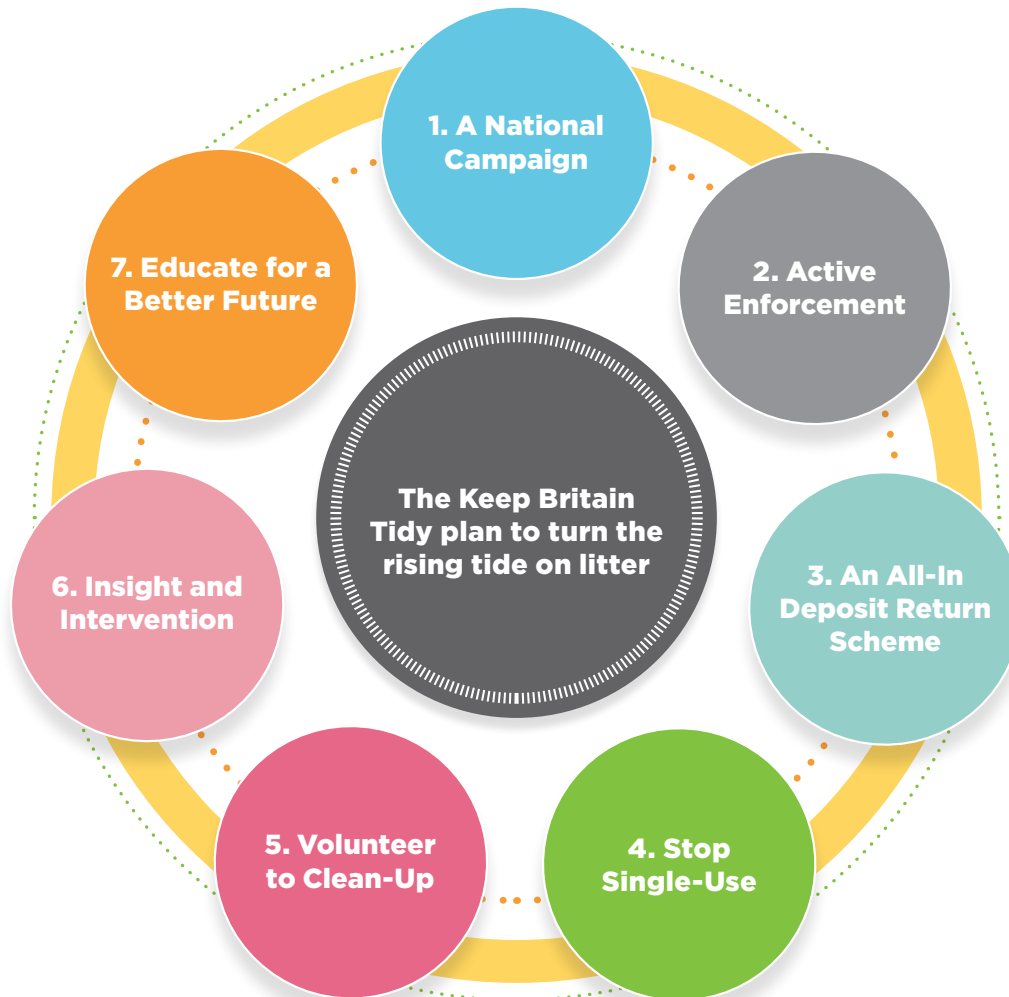 1. A National
Campaign
2. Active
Enforcement
3. An All-In
Deposit Return
Scheme
4. Stop
Single-Use
5. Volunteer
to Clean-Up
6. Insight and
Intervention
7. Educate for a
Better Future
The Keep Britain
Tidy plan to turn the
rising tide on litter